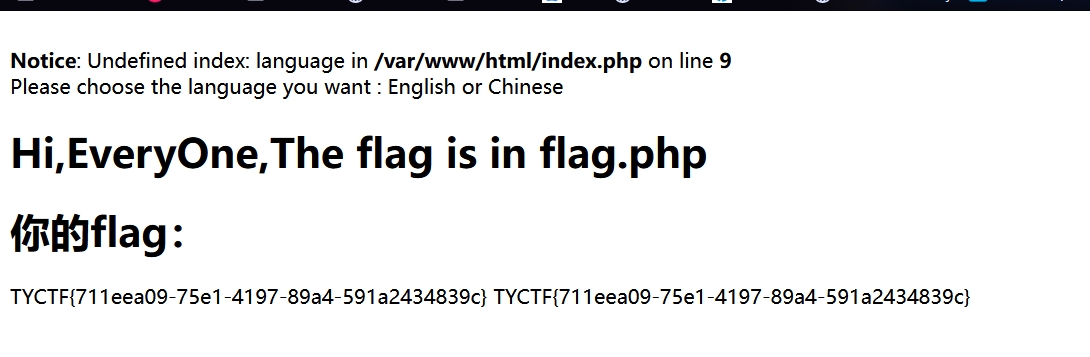 Notice: Undefined index: language in /var/www/html/index.php on line 9
Please choose the language you want : English or Chinese
Hi,EveryOne,The flag is in flag.php
你的flag：
TYCTF{711eea09-75e1-4197-89a4-591a2434839c} TYCTF{711eea09-75e1-4197-89a4-591a2434839c}